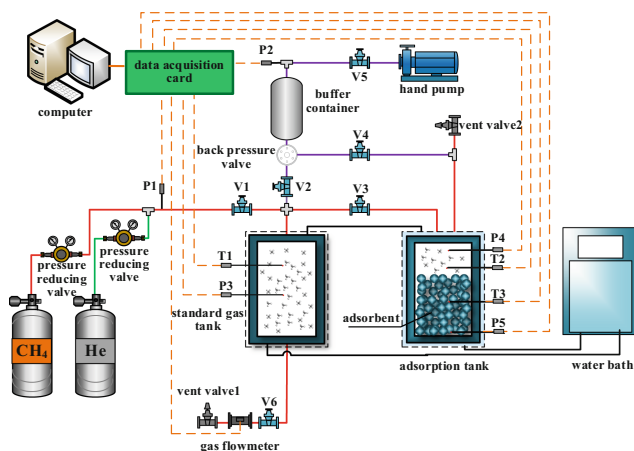 P2
data acquisition
card
V5
hand pump
computer
buffer
container
vent valve2
V4
back pressure
valve
P1
V1
V2
V3
P4
T2
pressure
reducing
valve
pressure
reducing
valve
T1
P3
T3
standard gas
tank
adsorbent
P5
CH4
He
adsorption tank
water bath
vent valve1
V6
gas flowmeter